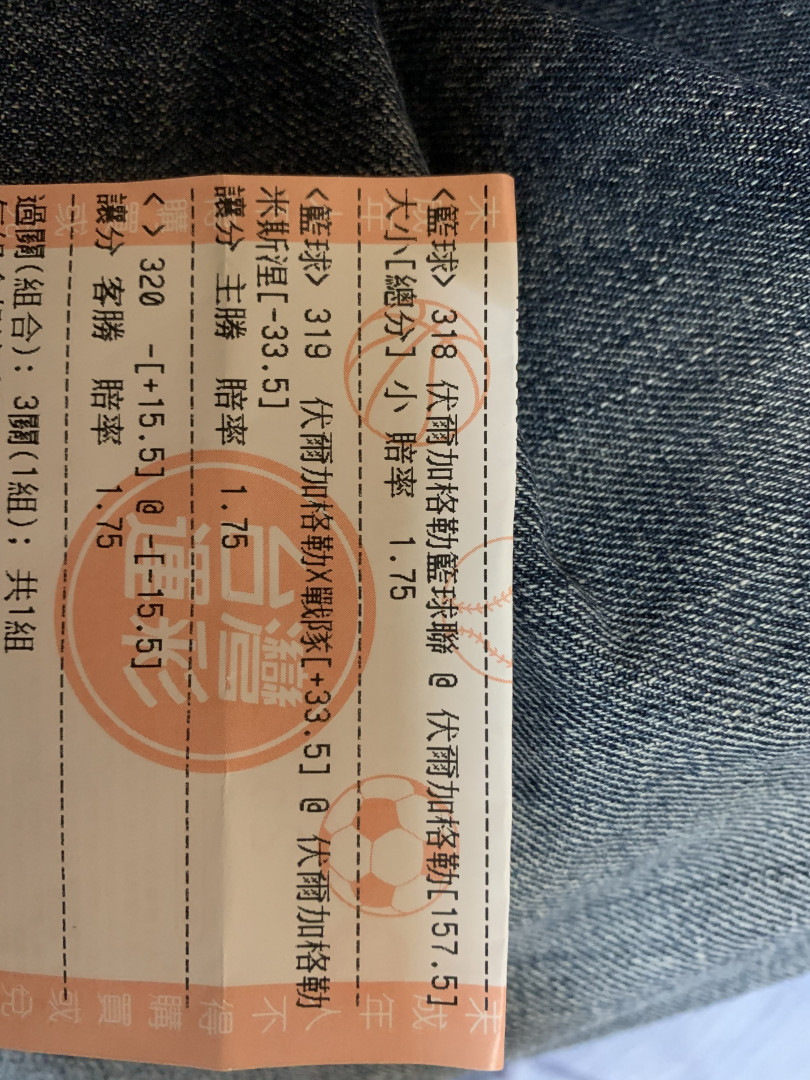 <籃球> 318 伏爾加格勒籃球聯 @ 伏爾加格勒[157.5]
大小[總分] 小 賠率 1.75
<籃球> 319 伏爾加格勒X戰隊[+33.5] @ 伏爾加格勒
米斯涅[-33.5]
讓分 主勝 賠率 1.75
< > 320 -[+15.5] @ -[-15.5]
讓分 客勝 賠率 1.75
過關(組合): 3關(1組); 共1組
台灣
運彩
未成年人不得購買或兌